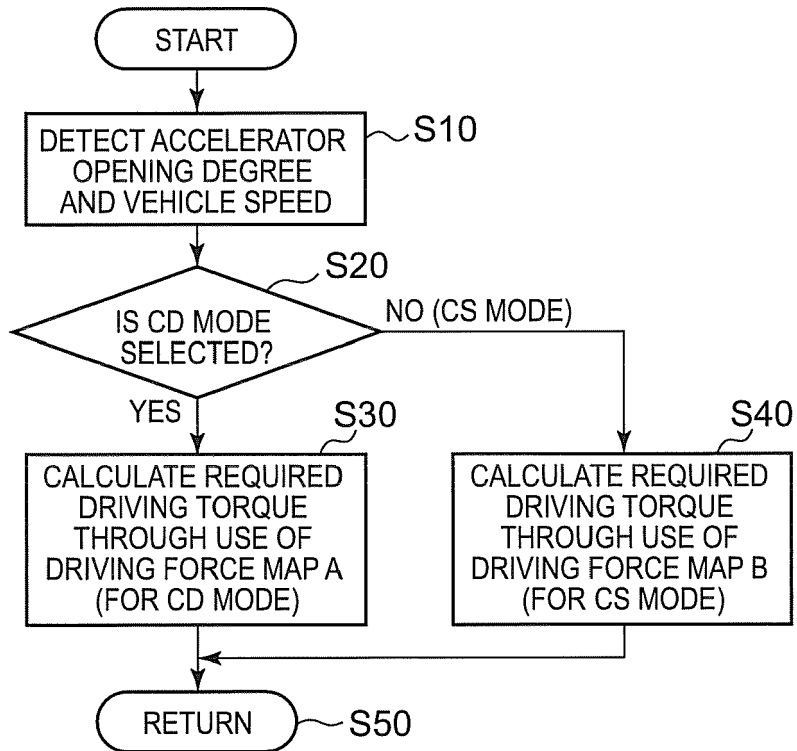 START
DETECT ACCELERATOR
OPENING DEGREE
AND VEHICLE SPEED
S10
S20
IS CD MODE
SELECTED?
NO (CS MODE)
YES
S30
CALCULATE REQUIRED
DRIVING TORQUE
THROUGH USE OF
DRIVING FORCE MAP A
(FOR CD MODE)
S40
CALCULATE REQUIRED
DRIVING TORQUE
THROUGH USE OF
DRIVING FORCE MAP B
(FOR CS MODE)
RETURN
S50